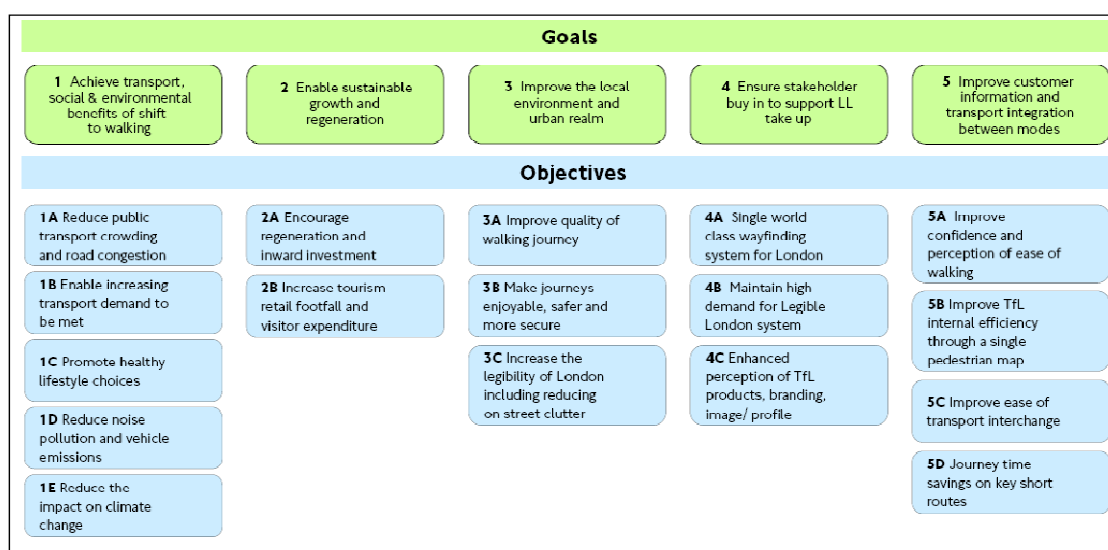 Goals
1 Achieve transport,
social & environmental
benefits of shift
to walking
2 Enable sustainable
growth and
regeneration
3 Improve the local
environment and
urban realm
4 Ensure stakeholder
buy in to support LL
take up
5 Improve customer
information and
transport integration
between modes
Objectives
1A Reduce public
transport crowding
and road congestion
1B Enable increasing
transport demand to
be met
1C Promote healthy
lifestyle choices
1D Reduce noise
pollution and vehicle
emissions
1E Reduce the
impact on climate
change
2A Encourage
regeneration and
inward investment
2B Increase tourism
retail footfall and
visitor expenditure
3A Improve quality of
walking journey
3B Make journeys
enjoyable, safer and
more secure
3C Increase the
legibility of London
including reducing
on street clutter
4A Single world
class wayfinding
system for London
4B Maintain high
demand for Legible
London system
4C Enhanced
perception of TfL
products, branding,
image/ profile
5A Improve
confidence and
perception of ease of
walking
5B Improve TfL
internal efficiency
through a single
pedestrian map
5C Improve ease of
transport interchange
5D Journey time
savings on key short
routes